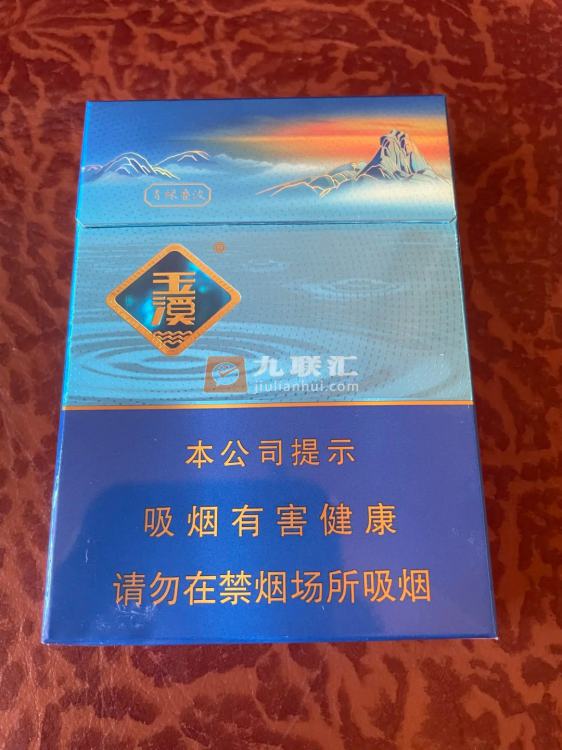 玉溪
®
九联汇
jiulianhui.com
本公司提示
吸烟有害健康
请勿在禁烟场所吸烟